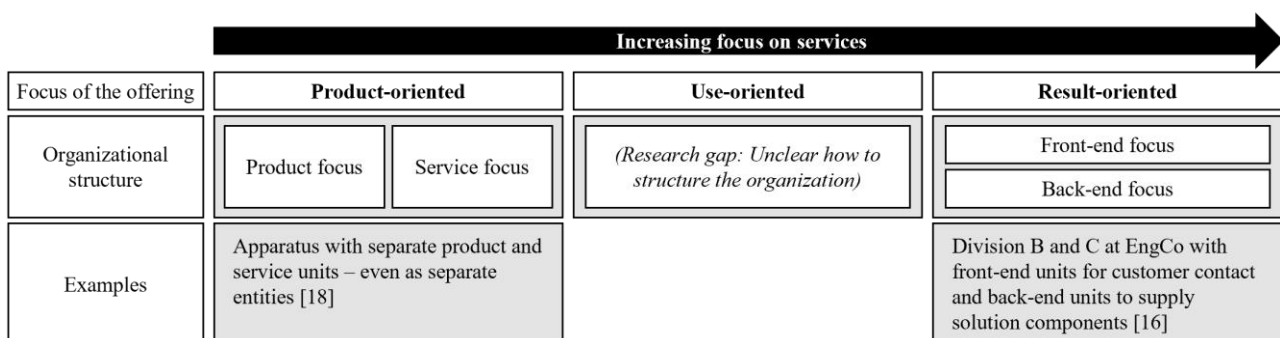 Increasing focus on services
Focus of the offering
Product-oriented
Use-oriented
Result-oriented
Organizational
structure
Product focus
Service focus
(Research gap: Unclear how to
structure the organization)
Front-end focus
Back-end focus
Examples
Apparatus with separate product and
service units – even as separate
entities [18]
Division B and C at EngCo with
front-end units for customer contact
and back-end units to supply
solution components [16]